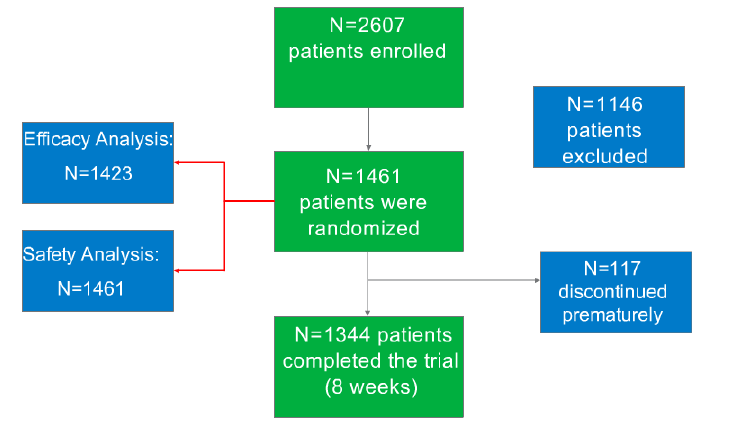 N=2607
patients enrolled
N=1146
patients
excluded
Efficacy Analysis:
N=1423
N=1461
patients were
randomized
Safety Analysis:
N=1461
N=117
discontinued
prematurely
N=1344 patients
completed the trial
(8 weeks)